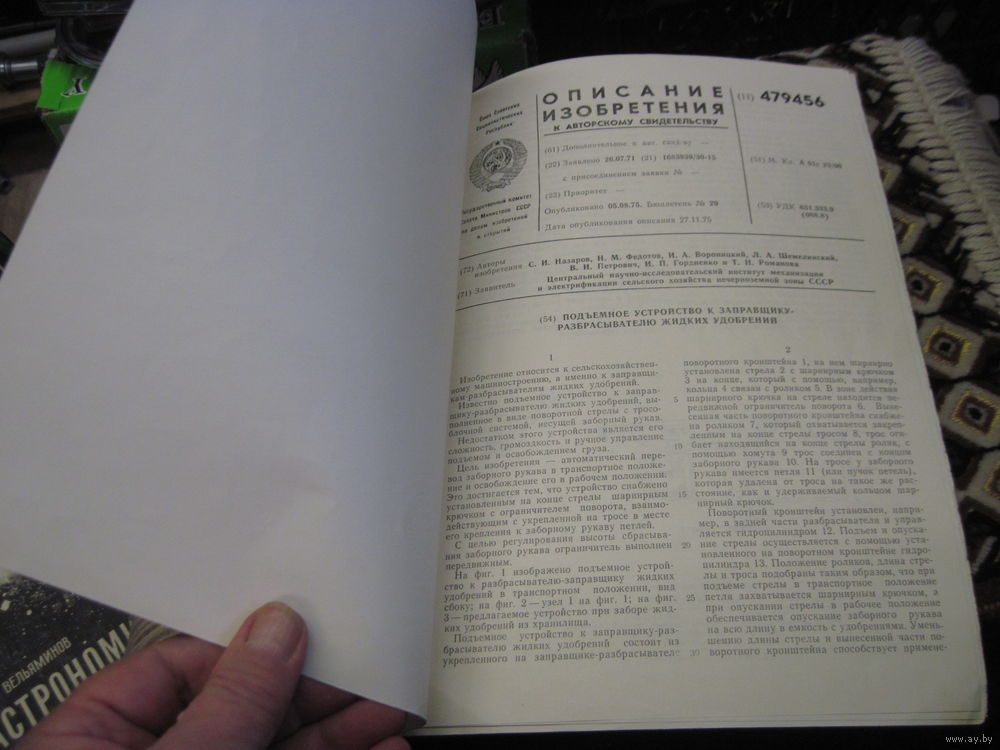 Союз Советских
Социалистических
Республик
Государственный комитет
Совета Министров СССР
по делам изобретений
и открытий
ОПИСАНИЕ
ИЗОБРЕТЕНИЯ
К АВТОРСКОМУ СВИДЕТЕЛЬСТВУ
(11) 479456
(61) Дополнительное к авт. свид-ву —
(22) Заявлено 26.07.71 (21) 1683939/30-15
с присоединением заявки № —
(23) Приоритет —
Опубликовано 05.08.75. Бюллетень № 29
Дата опубликования описания 27.11.75
(51) М. Кл. А
(53) УДК 631.333.9
(088.8)
(72) Авторы
изобретения
С. И. Назаров, Н. М. Федотов, И. А. Вороницкий, Л. А. Шемелинский,
В. И. Петрович, И. П. Гордиенко и Т. И. Романова
(71) Заявитель
Центральный научно-исследовательский институт механизации
и электрификации сельского хозяйства нечерноземной зоны СССР
(54) ПОДЪЕМНОЕ УСТРОЙСТВО К ЗАПРАВЩИКУ-
РАЗБРАСЫВАТЕЛЮ ЖИДКИХ УДОБРЕНИЙ
1
Изобретение относится к сельскохозяйствен-
ному машиностроению, а именно к заправщи-
кам-разбрасывателям жидких удобрений.
Известно подъемное устройство к заправ-
щику-разбрасывателю жидких удобрений, вы-
полненное в виде поворотной стрелы с тросо-
блочной системой, несущей заборный рукав.
Недостатком этого устройства является его
сложность, громоздкость и ручное управление
подъемом и освобождением груза.
Цель изобретения — автоматический пере-
вод заборного рукава в транспортное положе-
ние и освобождение его в рабочем положении.
Это достигается тем, что устройство снабжено
установленным на конце стрелы шарнирным
крючком с ограничителем поворота, взаимо-
действующим с укрепленной на тросе в месте
его крепления к заборному рукаву петлей.
С целью регулирования высоты сбрасыва-
ния заборного рукава ограничитель выполнен
передвижным.
На фиг. 1 изображено подъемное устрой-
ство к разбрасывателю-заправщику жидких
удобрений в транспортном положении, вид
сбоку; на фиг. 2 — узел 1 на фиг. 1; на фиг.
3 — предлагаемое устройство при заборе жид-
ких удобрений из хранилища.
Подъемное устройство к заправщику-раз-
брасывателю жидких удобрений состоит из
укрепленного на заправщике-разбрасывателе
5
10
15
20
25
30
2
поворотного кронштейна 1, на нем шарнирно
установлена стрела 2 с шарнирным крючком
3 на конце, который с помощью, например,
кольца 4 связан с роликом 5. В зоне действия
шарнирного крючка на стреле находится пе-
редвижной ограничитель поворота 6. Выне-
сенная часть поворотного кронштейна снабже-
на роликом 7, который охватывается закреп-
ленным на конце стрелы тросом 8, трос оги-
бает находящийся на конце стрелы ролик, с
помощью хомута 9 трос соединен с концом
заборного рукава 10. На тросе у заборного
рукава имеется петля 11 (или пучок петель),
которая удалена от троса на такое же рас-
стояние, как и удерживаемый кольцом шар-
нирный крючок.
Поворотный кронштейн установлен, напри-
мер, в задней части разбрасывателя и управ-
ляется гидроцилиндром 12. Подъем и опуска-
ние стрелы осуществляется с помощью уста-
новленного на поворотном кронштейне гидро-
цилиндра 13. Положение роликов, длина стре-
лы и троса подобраны таким образом, что при
подъеме стрелы в транспортное положение
петля захватывается шарнирным крючком, а
при опускании стрелы в рабочее положение
обеспечивается опускание заборного рукава
на всю длину в емкость с удобрениями. Умень-
шению длины стрелы и вынесенной части по-
воротного кронштейна способствует примене-
ВЕЛЬЯМИНОВ
АСТРОНОМИ
www.ay.by